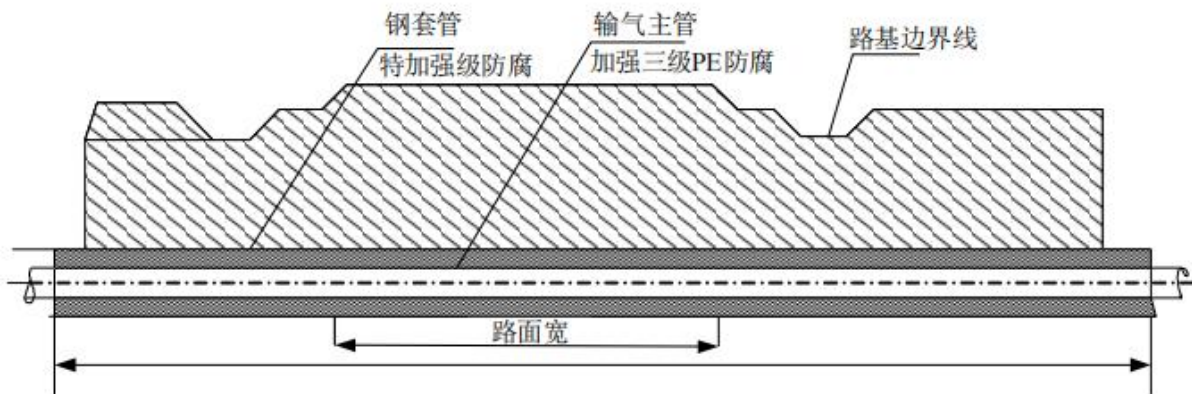 钢套管
特加强级防腐
输气主管
加强三级PE防腐
路基边界线
路面宽